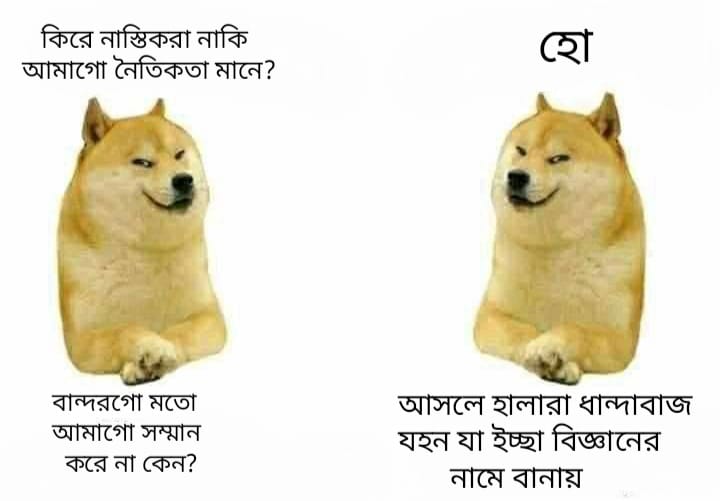 কিরে নাস্তিকরা নাকি
আমাগো নৈতিকতা মানে?
হো
বান্দরগো মতো
আমাগো সম্মান
করে না কেন?
আসলে হালারা ধান্দাবাজ
যহন যা ইচ্ছা বিজ্ঞানের
নামে বানায়